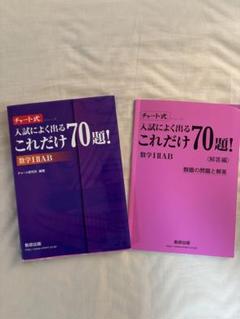 チャート式
入試によく出る
これだけ70題!
数学ⅠⅡAB
チャート研究所 編著
数研出版
チャート式
入試によく出る
これだけ70題!
数学ⅠⅡAB
〈解答編〉
類題の問題と解答
数研出版